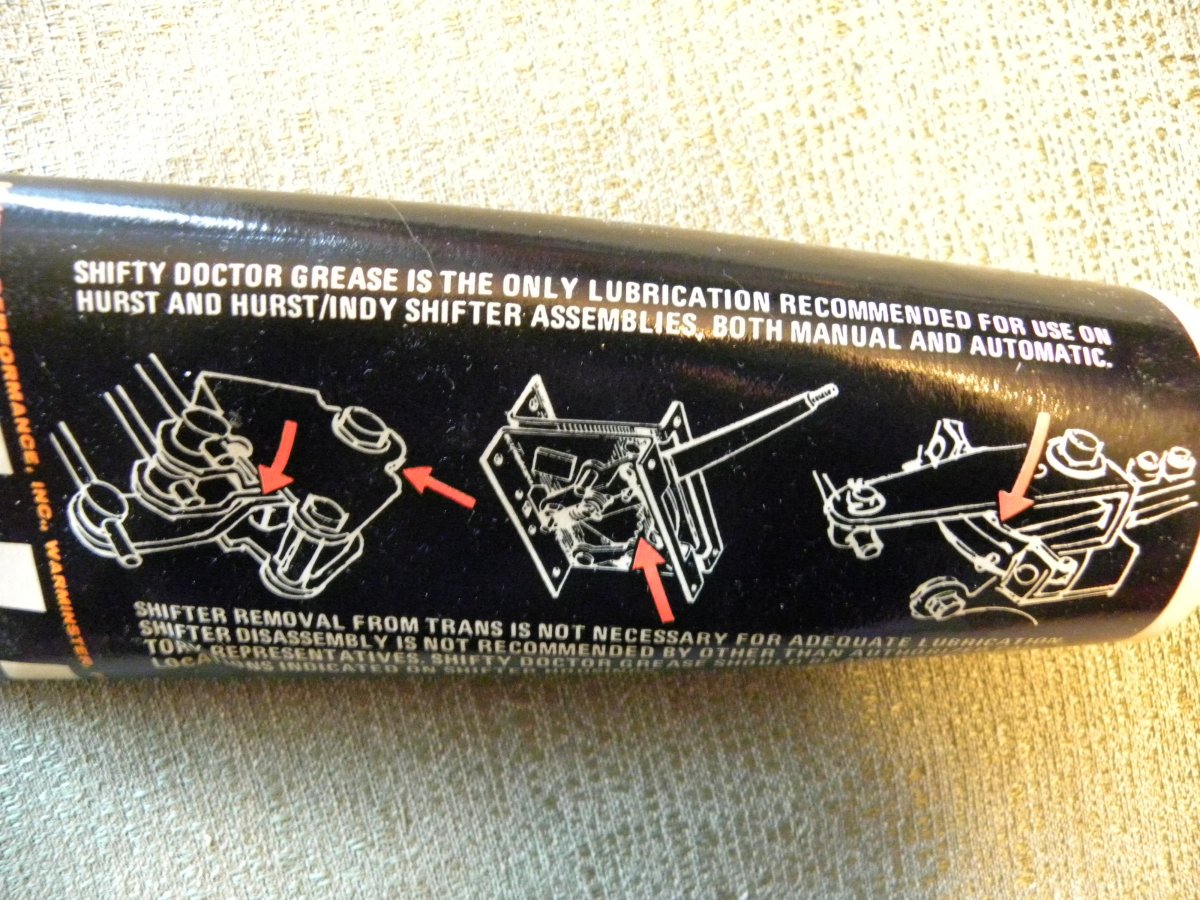 SHIFTY DOCTOR GREASE IS THE ONLY LUBRICATION RECOMMENDED FOR USE ON
HURST AND HURST/INDY SHIFTER ASSEMBLIES, BOTH MANUAL AND AUTOMATIC.
SHIFTER REMOVAL FROM TRANS IS NOT NECESSARY FOR ADEQUATE LUBRICATION
SHIFTER DISASSEMBLY IS NOT RECOMMENDED BY OTHER THAN
TORY REPRESENTATIVES. SHIFTY DOCTOR GREASE
INDICATED ON SHIFTER
PERFORMANCE, INC., WARMINSTER